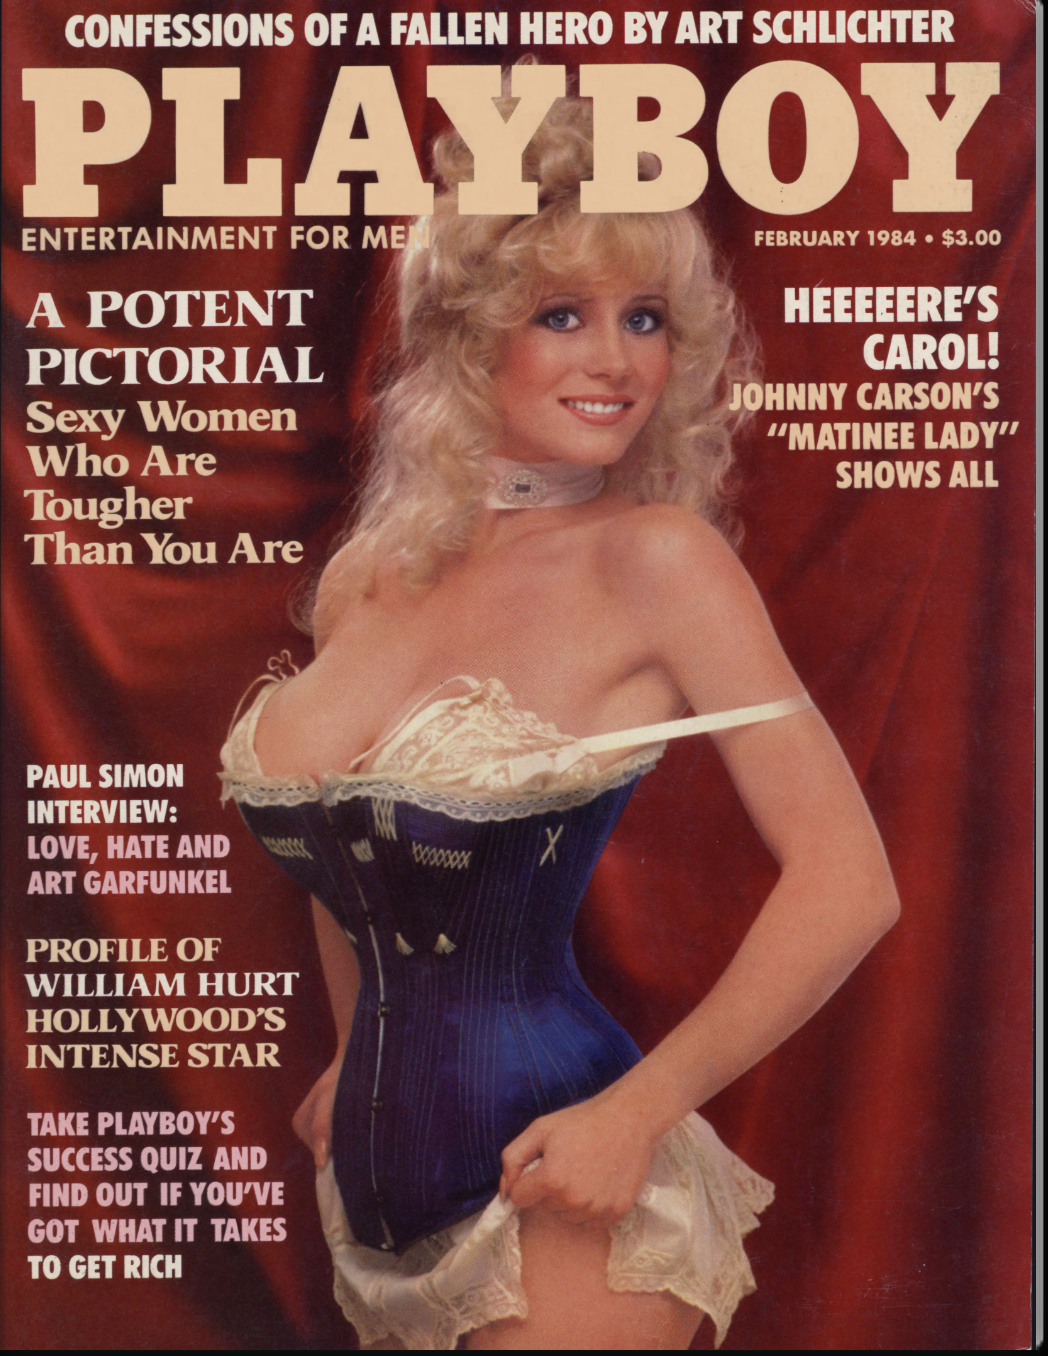 CONFESSIONS OF A FALLEN HERO BY ART SCHLICHTER
PLAYBOY
ENTERTAINMENT FOR MEN
FEBRUARY 1984 • $3.00
A POTENT
PICTORIAL
Sexy Women
Who Are
Tougher
Than You Are
HEEEEERE'S
CAROL!
JOHNNY CARSON'S
"MATINEE LADY"
SHOWS ALL
PAUL SIMON
INTERVIEW:
LOVE, HATE AND
ART GARFUNKEL
PROFILE OF
WILLIAM HURT
HOLLYWOOD'S
INTENSE STAR
TAKE PLAYBOY'S
SUCCESS QUIZ AND
FIND OUT IF YOU'VE
GOT WHAT IT TAKES
TO GET RICH